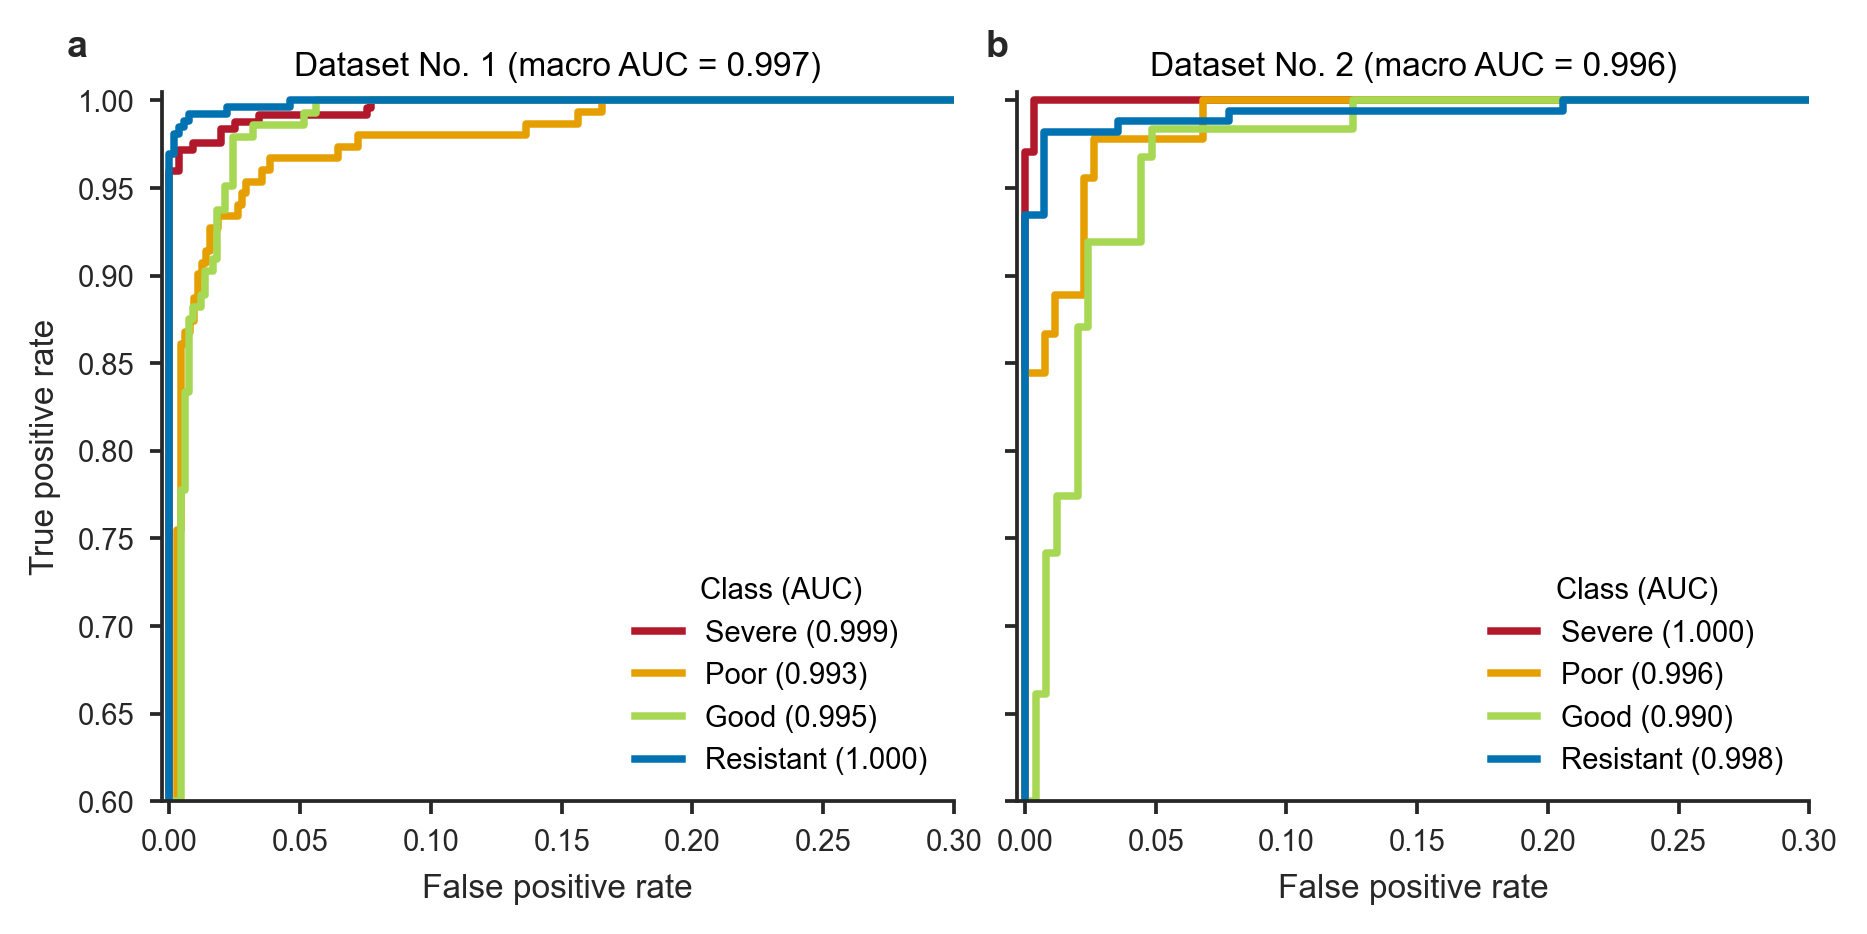 a
Dataset No. 1 (macro AUC = 0.997)
True positive rate
1.00
0.95
0.90
0.85
0.80
0.75
0.70
0.65
0.60
Class (AUC)
Severe (0.999)
Poor (0.993)
Good (0.995)
Resistant (1.000)
0.00 0.05 0.10 0.15 0.20 0.25 0.30
False positive rate
b
Dataset No. 2 (macro AUC = 0.996)
Class (AUC)
Severe (1.000)
Poor (0.996)
Good (0.990)
Resistant (0.998)
0.00 0.05 0.10 0.15 0.20 0.25 0.30
False positive rate